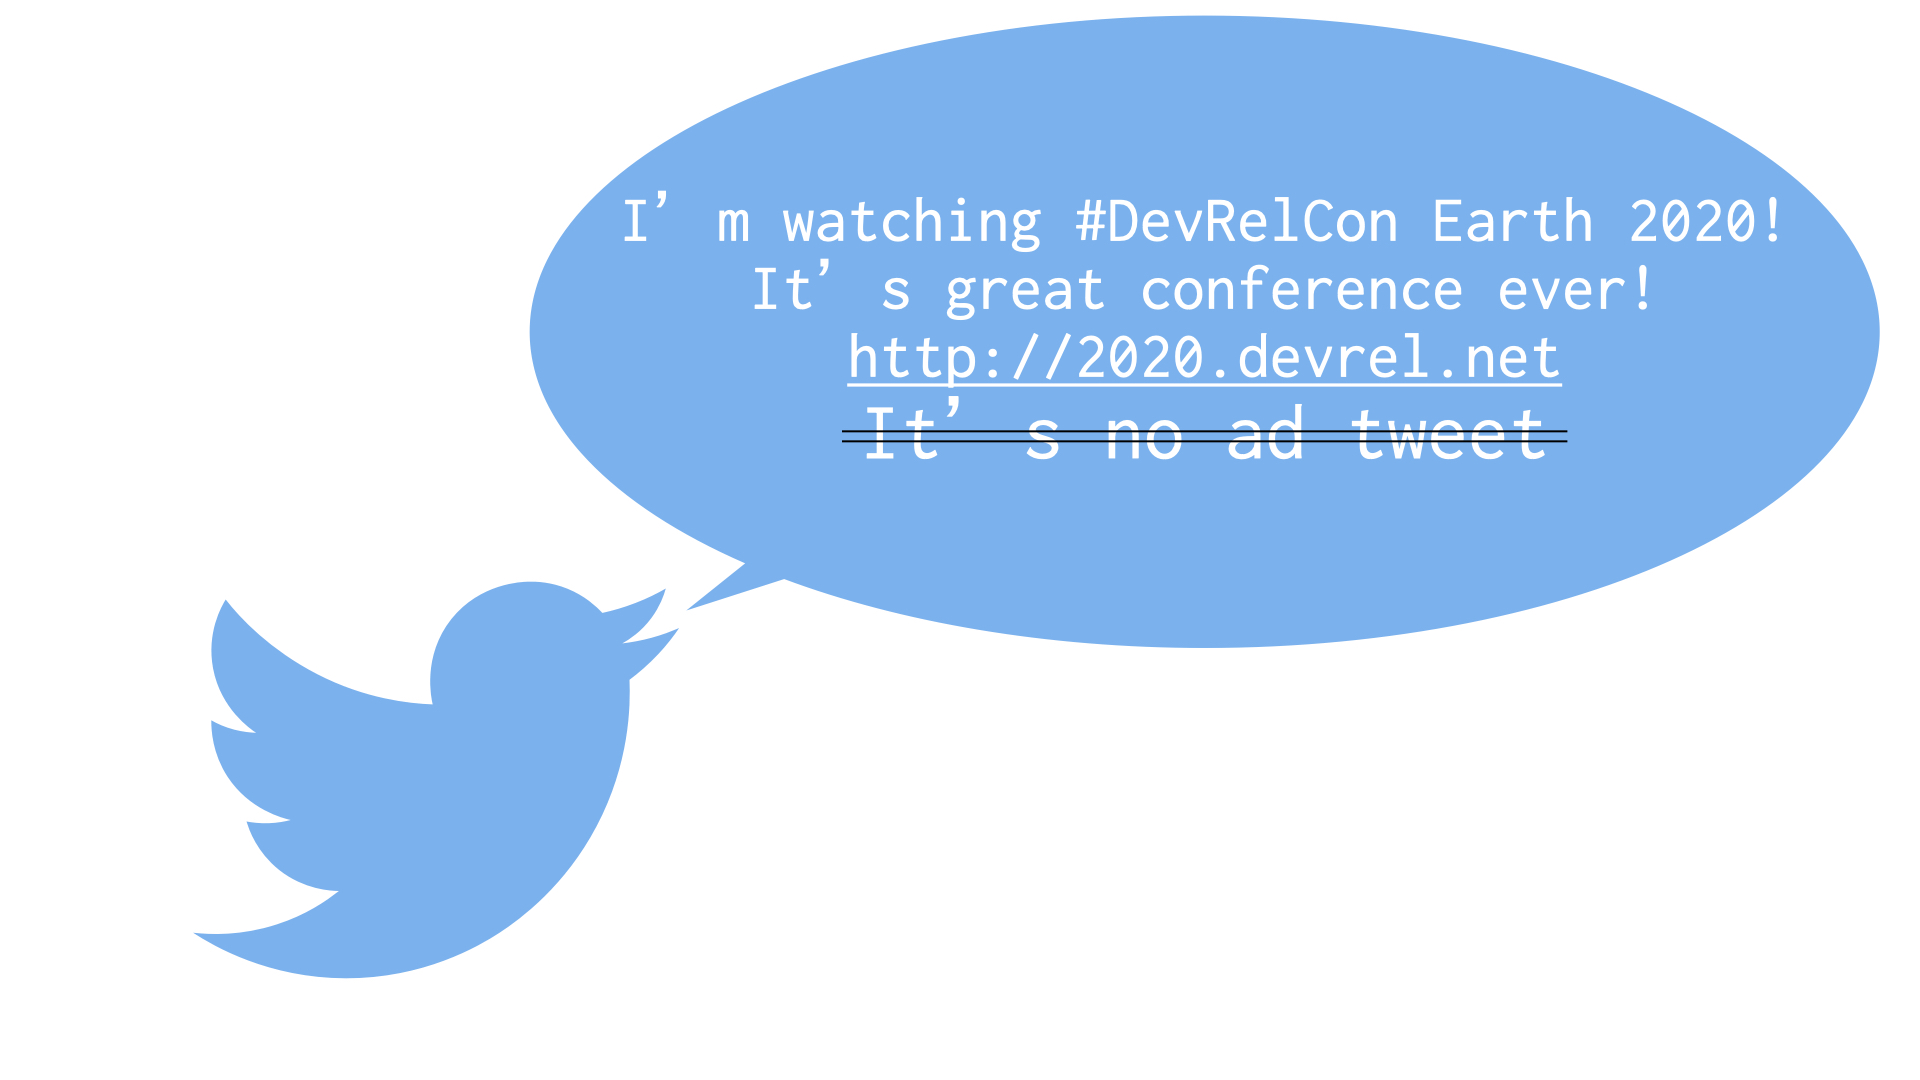 I’m watching #DevRelCon Earth 2020!
It’s great conference ever!
http://2020.devrel.net
It’s no ad tweet